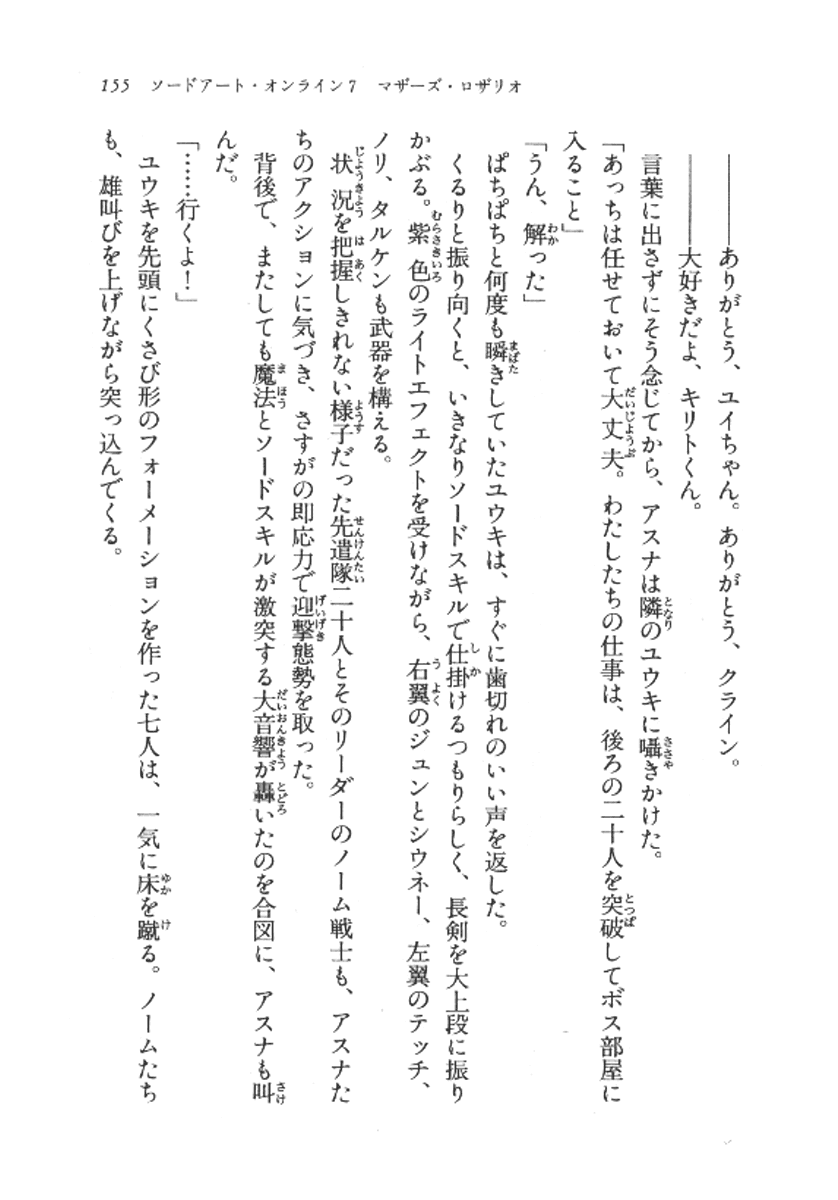 155　ソードアート・オンライン7　マザーズ・ロザリオ
――――ありがとう、ユイちゃん。ありがとう、クライン。
――――大好きだよ、キリトくん。
言葉に出さずにそう念じてから、アスナは隣のユウキに囁きかけた。
「あっちは任せておいて大丈夫。わたしたちの仕事は、後ろの二十人を突破してボス部屋に
入ること」
「うん、解った」
ぱちぱちと何度も瞬きしていたユウキは、すぐに歯切れのいい声を返した。
くるりと振り向くと、いきなりソードスキルで仕掛けるつもりらしく、長剣を大上段に振り
かぶる。紫色のライトエフェクトを受けながら、右翼のジュンとシウネー、左翼のテッチ、
ノリ、タルケンも武器を構える。
状況を把握しきれない様子だった先遣隊二十人とそのリーダーのノーム戦士も、アスナた
ちのアクションに気づき、さすがの即応力で迎撃態勢を取った。
背後で、またしても魔法とソードスキルが激突する大音響が轟いたのを合図に、アスナも叫
んだ。
「……行くよ！」
ユウキを先頭にくさび形のフォーメーションを作った七人は、一気に床を蹴る。ノームたち
も、雄叫びを上げながら突っ込んでくる。